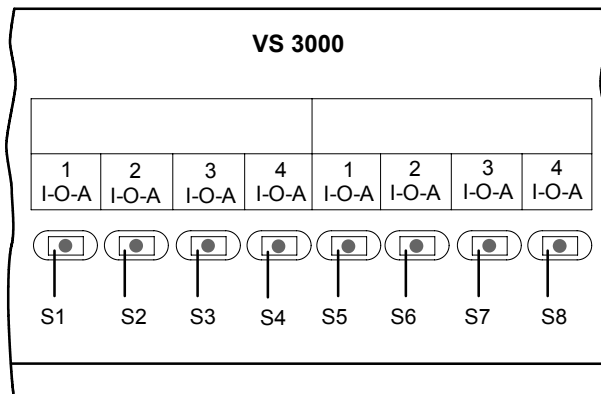 VS 3000
1 2 3 4 1 2 3 4
I-O-A I-O-A I-O-A I-O-A I-O-A I-O-A I-O-A I-O-A
S1 S2 S3 S4 S5 S6 S7 S8